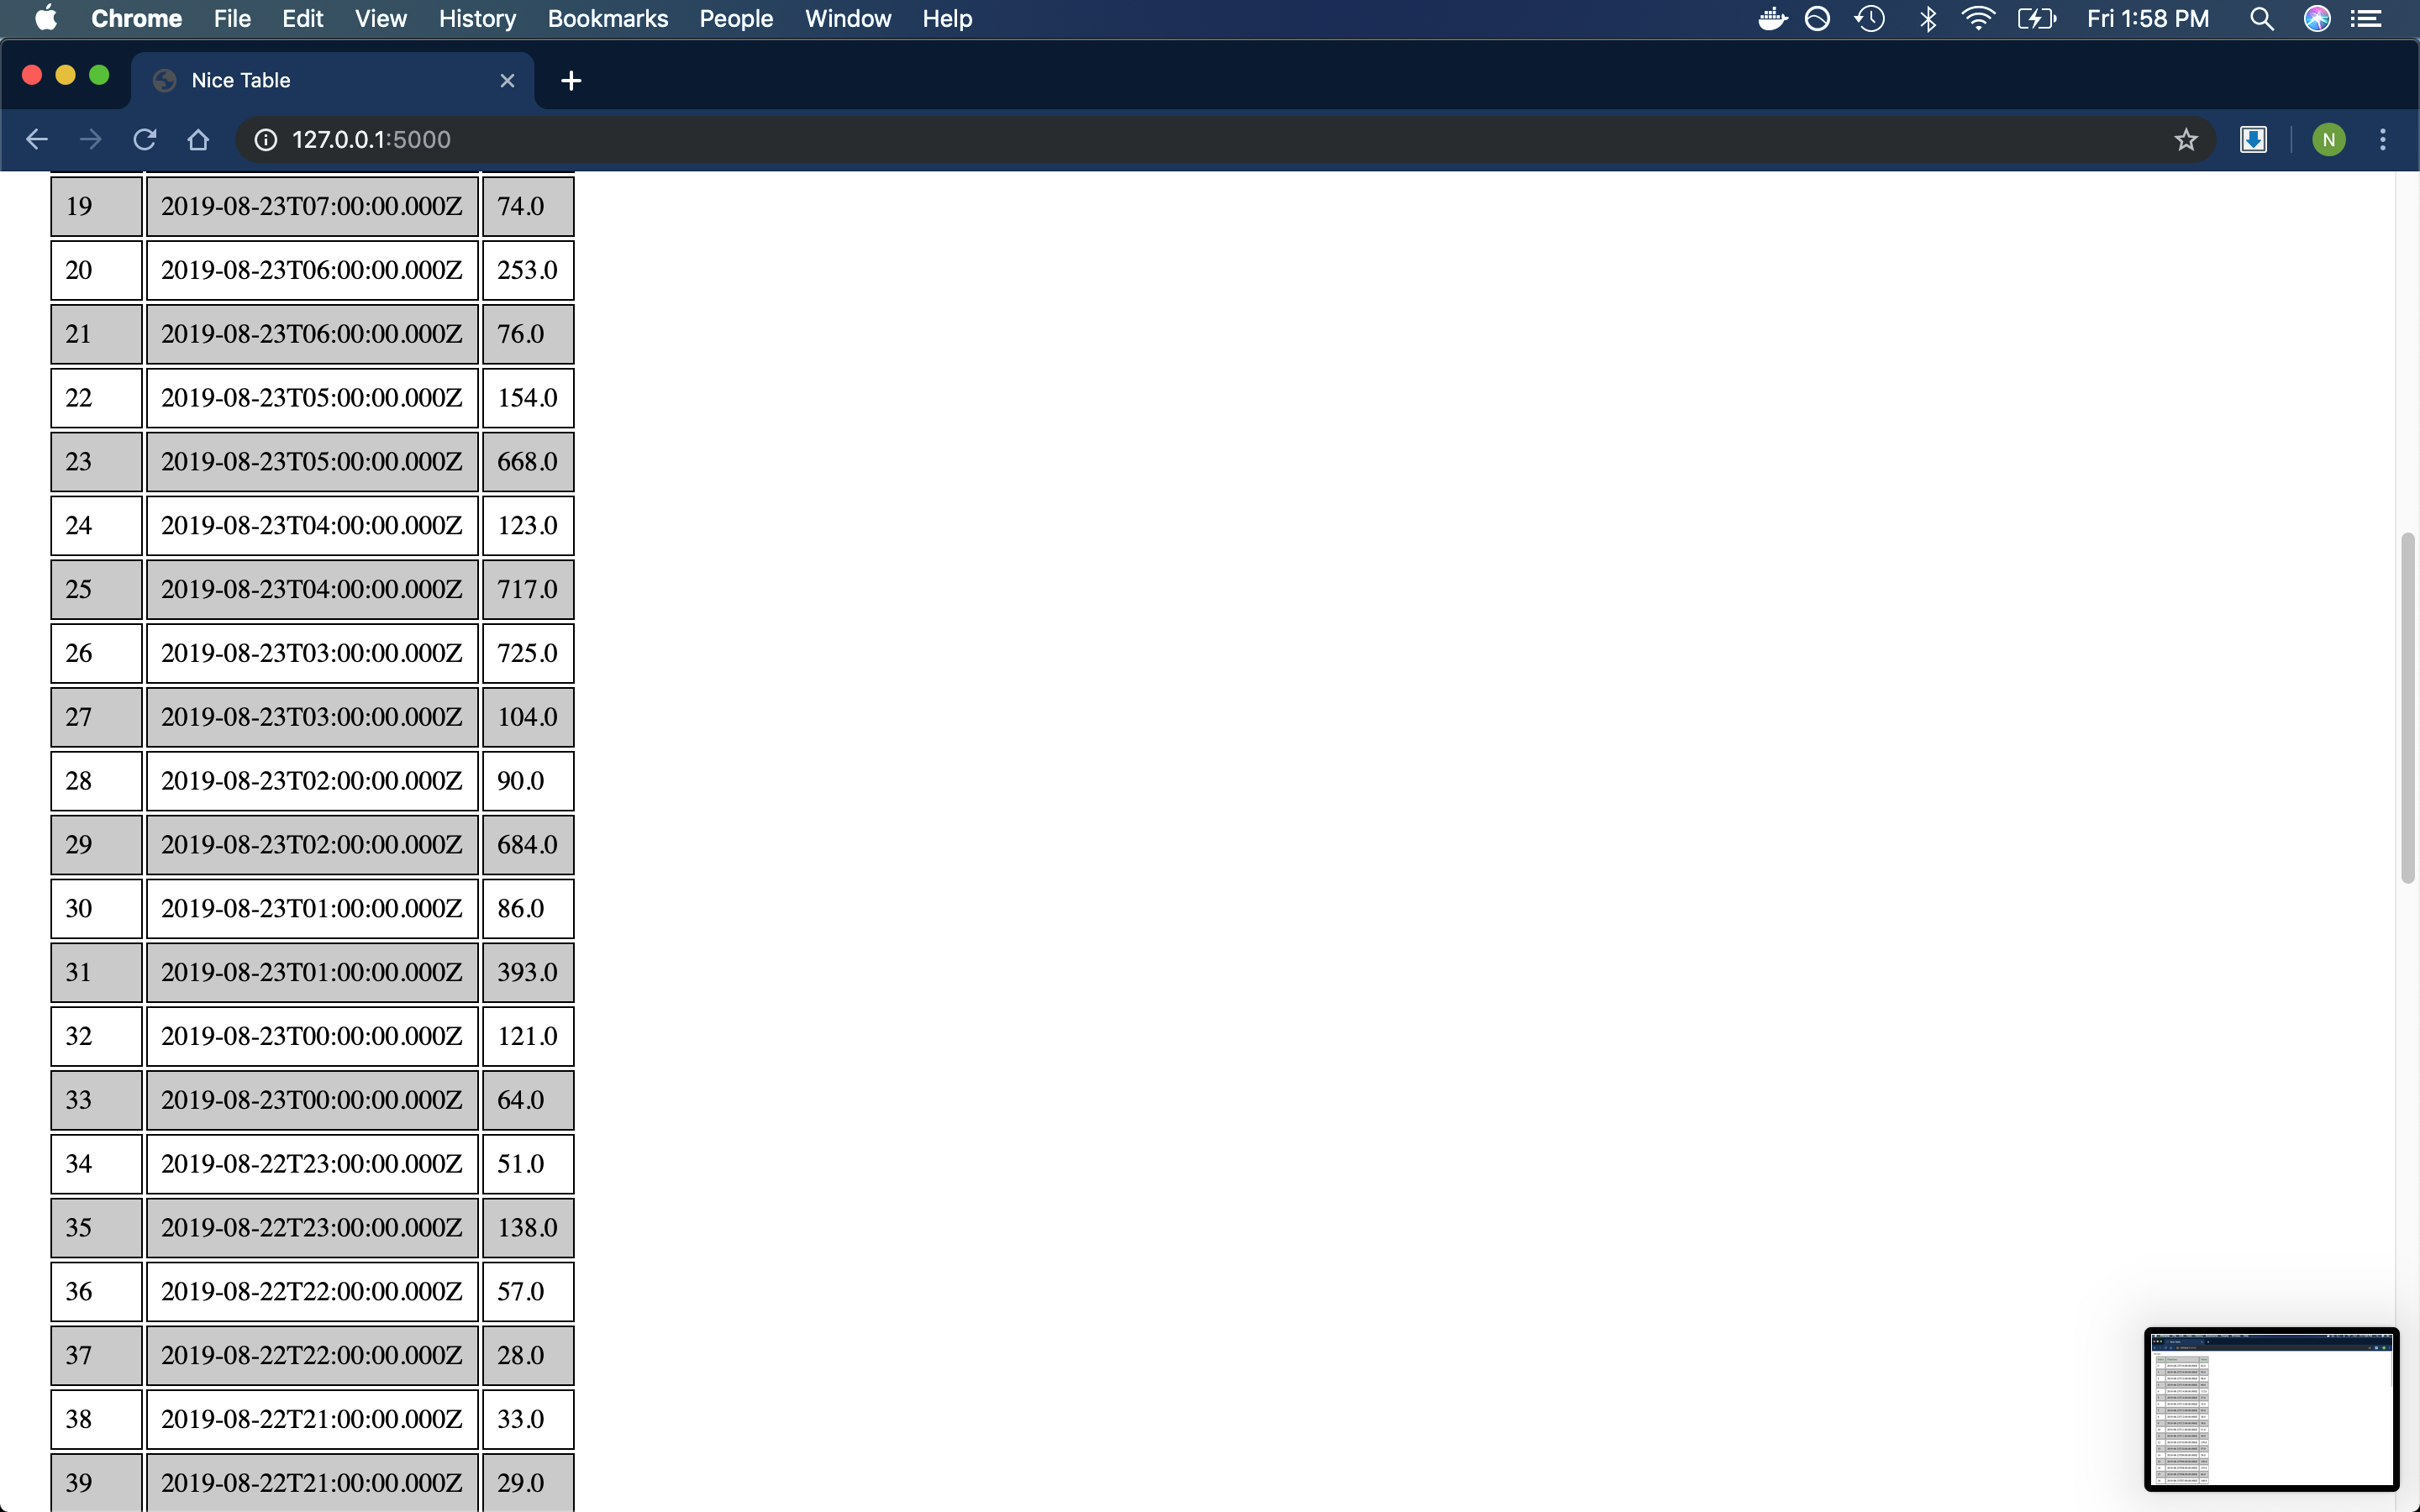 Chrome File Edit View History Bookmarks People Window Help Fri 1:58 PM
Nice Table
127.0.0.1:5000 N
19 2019-08-23T07:00:00.000Z 74.0
20 2019-08-23T06:00:00.000Z 253.0
21 2019-08-23T06:00:00.000Z 76.0
22 2019-08-23T05:00:00.000Z 154.0
23 2019-08-23T05:00:00.000Z 668.0
24 2019-08-23T04:00:00.000Z 123.0
25 2019-08-23T04:00:00.000Z 717.0
26 2019-08-23T03:00:00.000Z 725.0
27 2019-08-23T03:00:00.000Z 104.0
28 2019-08-23T02:00:00.000Z 90.0
29 2019-08-23T02:00:00.000Z 684.0
30 2019-08-23T01:00:00.000Z 86.0
31 2019-08-23T01:00:00.000Z 393.0
32 2019-08-23T00:00:00.000Z 121.0
33 2019-08-23T00:00:00.000Z 64.0
34 2019-08-22T23:00:00.000Z 51.0
35 2019-08-22T23:00:00.000Z 138.0
36 2019-08-22T22:00:00.000Z 57.0
37 2019-08-22T22:00:00.000Z 28.0
38 2019-08-22T21:00:00.000Z 33.0
39 2019-08-22T21:00:00.000Z 29.0